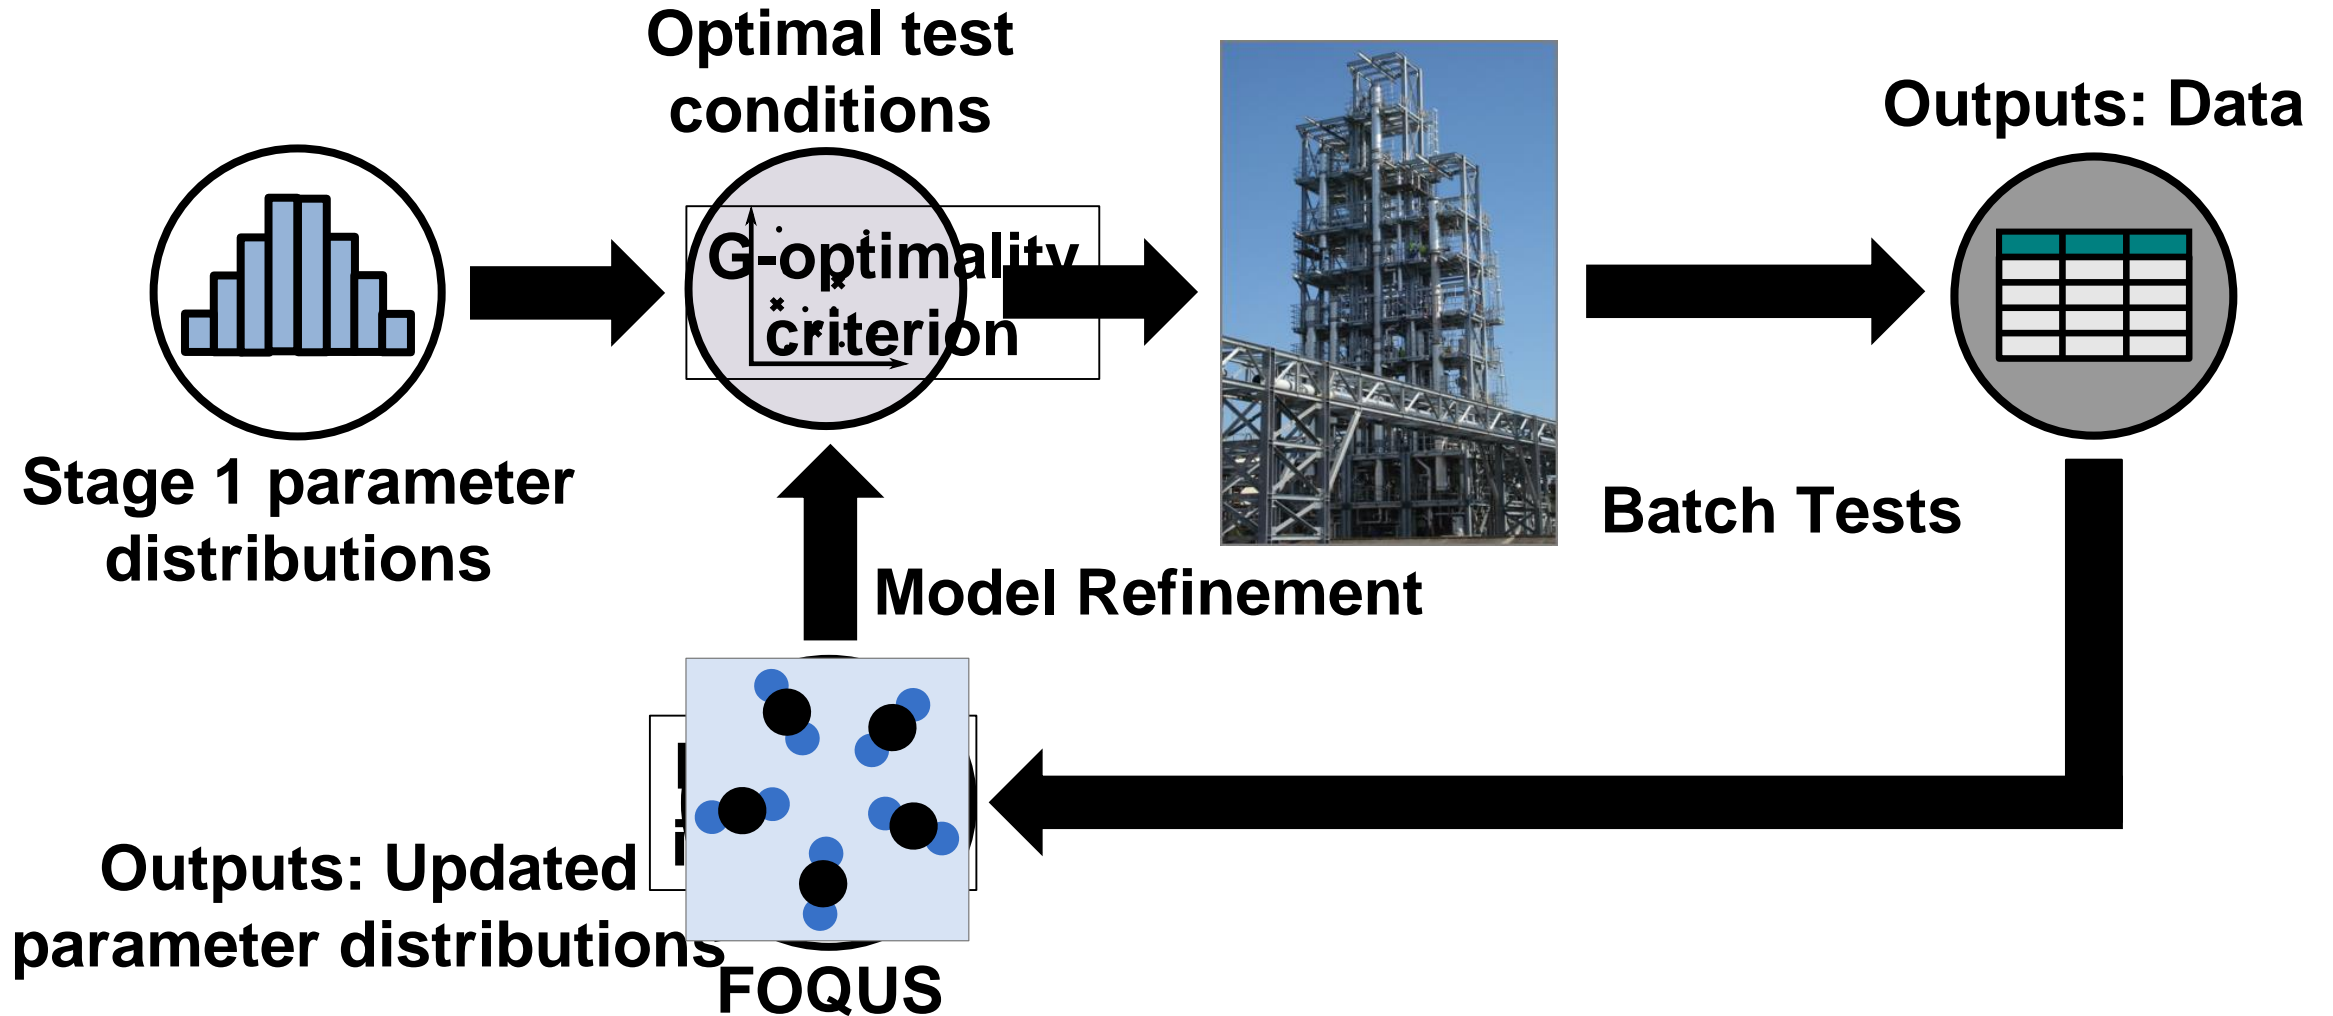 Optimal test
conditions
Outputs: Data
G-optimality
criterion
Stage 1 parameter
distributions
Batch Tests
Model Refinement
Outputs: Updated
parameter distributions
FOQUS